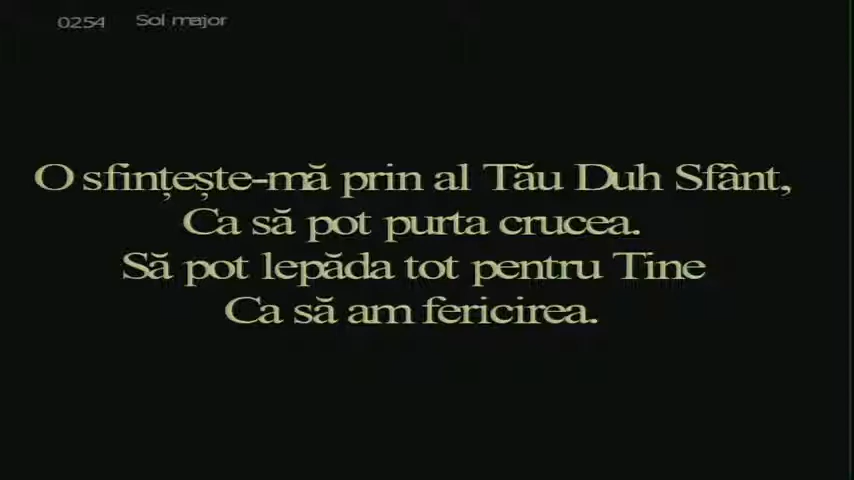 0254 Sol major
O sfințește-mă prin al Tău Duh Sfânt,
Ca să pot purta crucea.
Să pot lepăda tot pentru Tine
Ca să am fericirea.